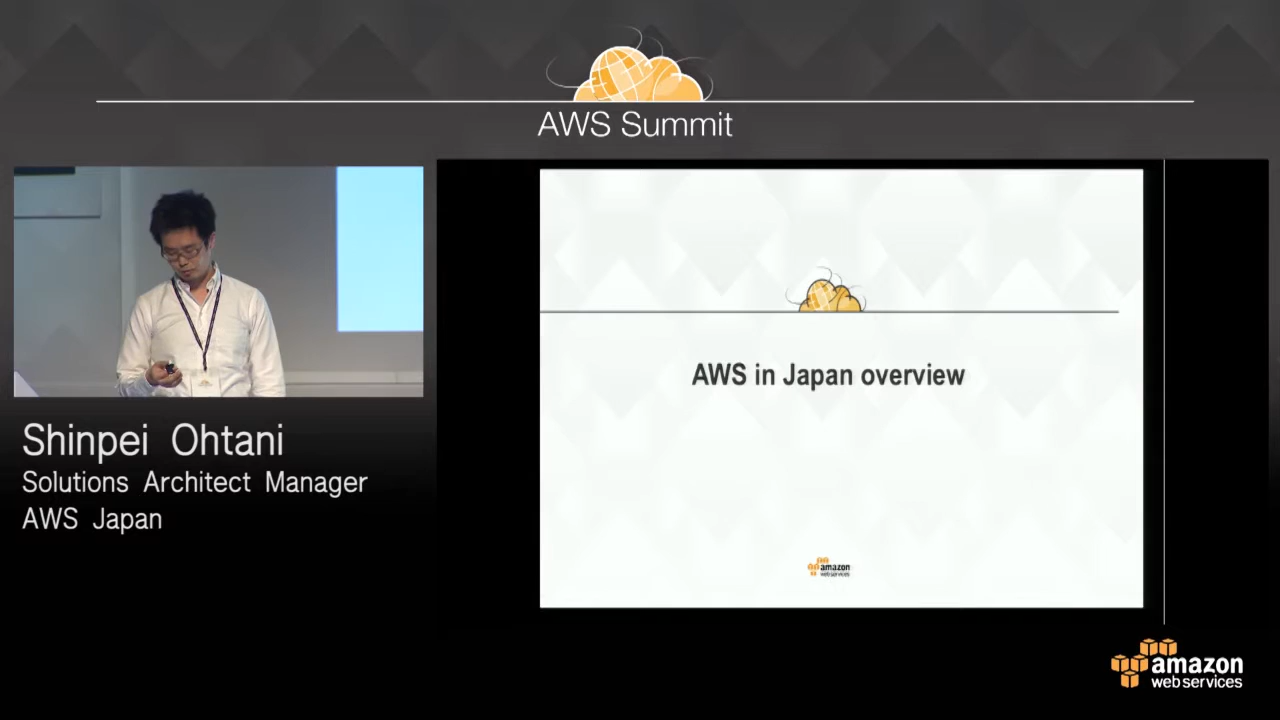 AWS Summit
AWS in Japan overview
amazon
web services
Shinpei Ohtani
Solutions Architect Manager
AWS Japan
amazon
web services